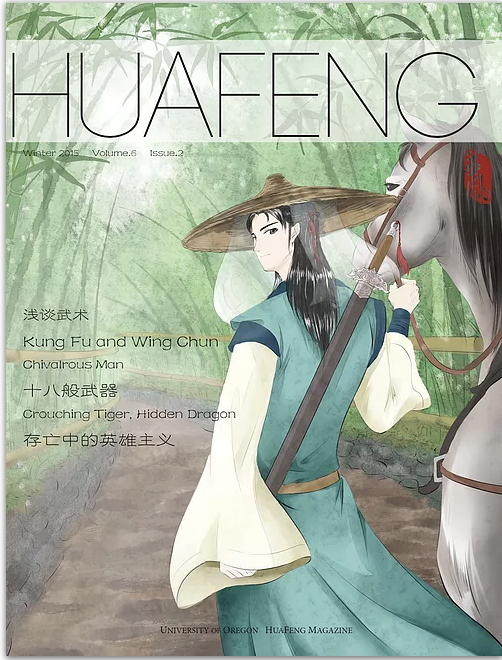 HUAFENG
Winter 2015 Volume.6 Issue.2
浅谈武术
Kung Fu and Wing Chun
Chivalrous Man
十八般武器
Crouching Tiger, Hidden Dragon
存亡中的英雄主义
University of Oregon HuaFeng Magazine